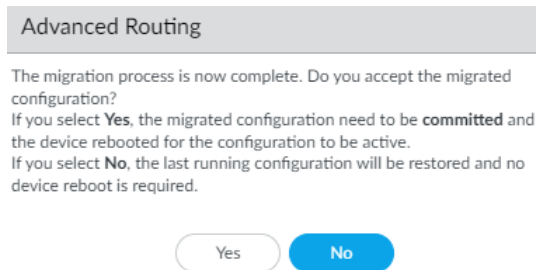 Advanced Routing
The migration process is now complete. Do you accept the migrated
configuration?
If you select Yes, the migrated configuration need to be committed and
the device rebooted for the configuration to be active.
If you select No, the last running configuration will be restored and no
device reboot is required.
Yes No